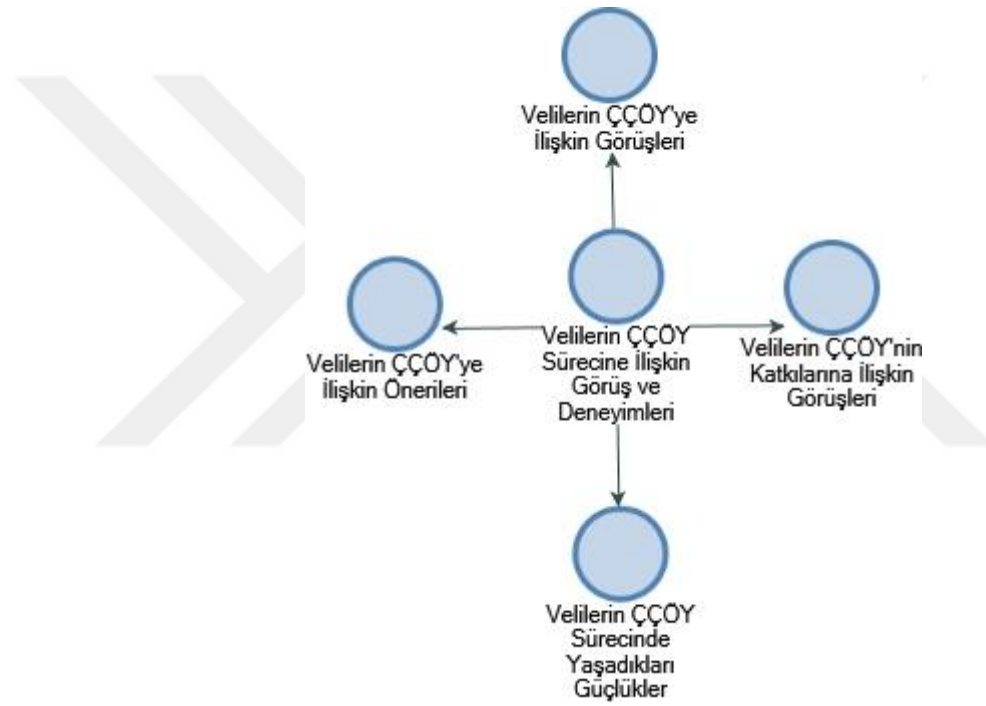 Velilerin ÇÇÖY'ye
İlişkin Görüşleri
Velilerin ÇÇÖY'ye
İlişkin Önerileri
Velilerin ÇÇÖY
Sürecine İlişkin
Görüş ve
Deneyimleri
Velilerin ÇÇÖY'nin
Katkılarına İlişkin
Görüşleri
Velilerin ÇÇÖY
Sürecinde
Yaşadıkları
Güçlükler